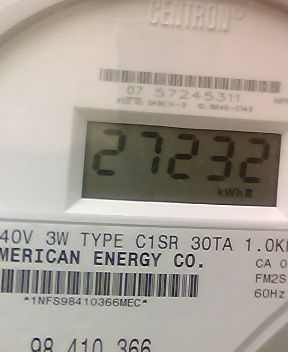 CENTRON®
07 57245311
27232
kWh
40V 3W TYPE C1SR 30TA 1.0K
MERICAN ENERGY CO.
CA 0
FM2S
*1NFS98410366MEC*
60Hz
98 410 366